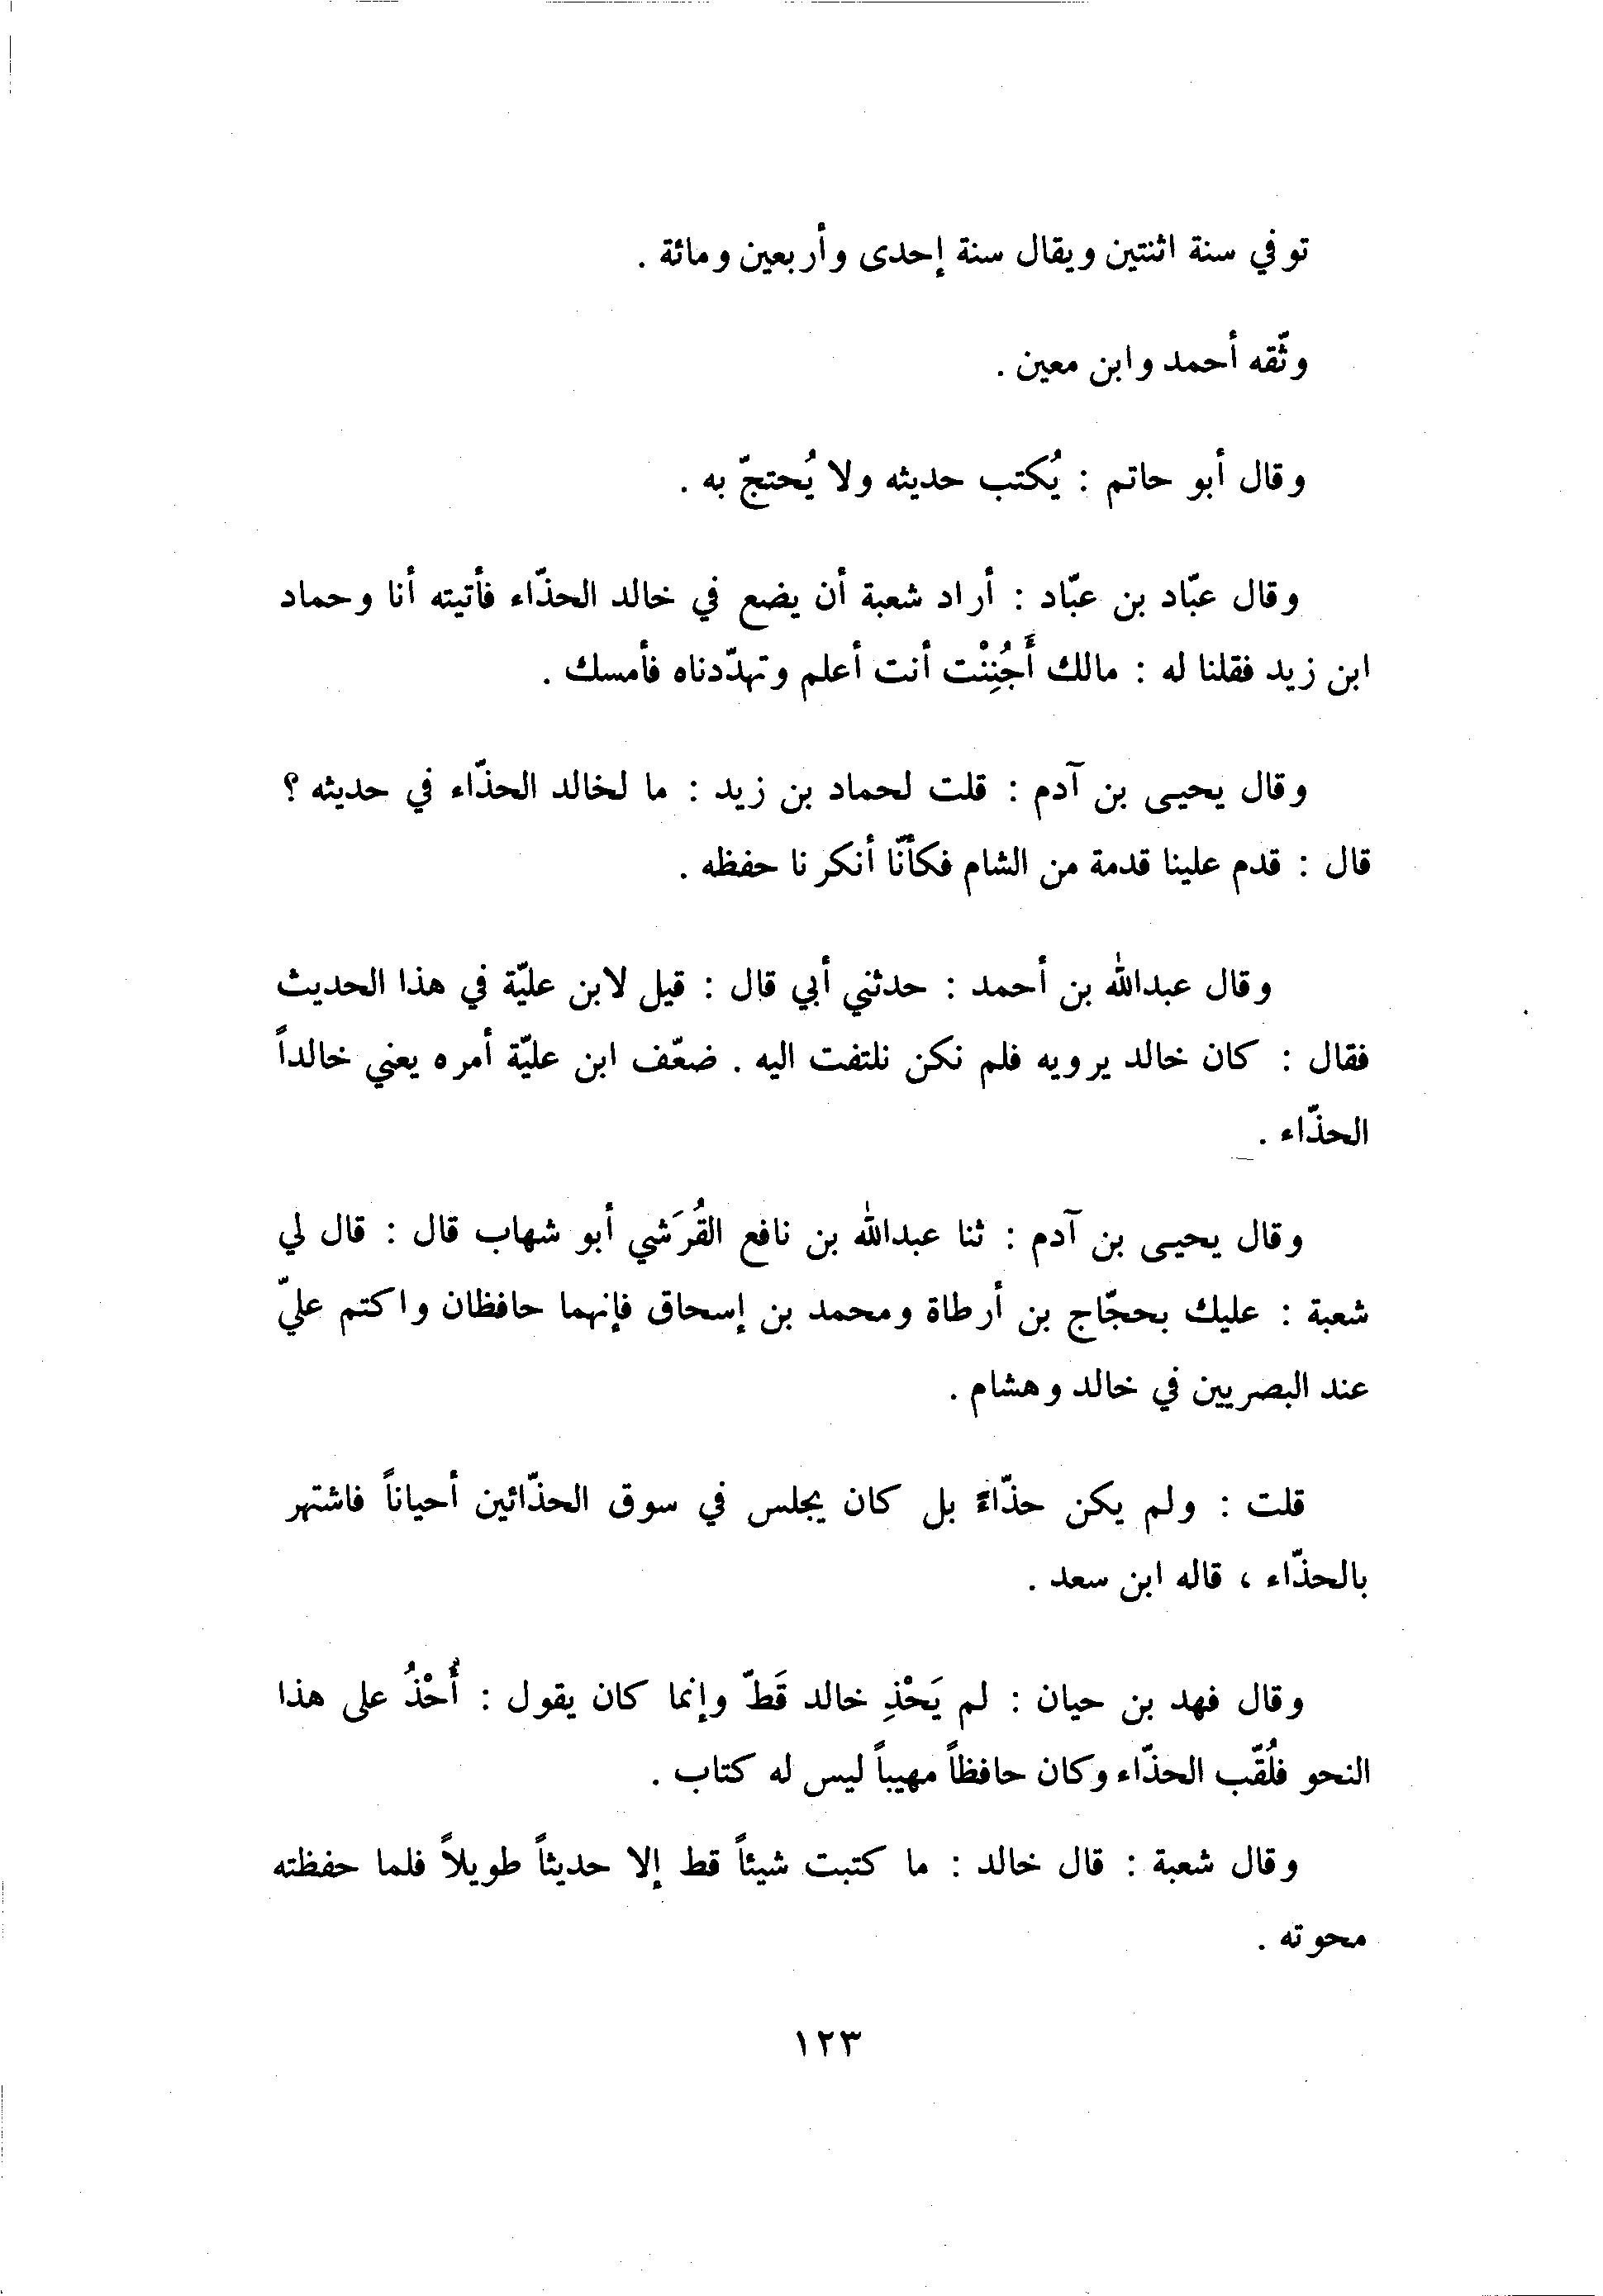 توفي سنة اثنتين ويقال سنة إحدى وأربعين ومائة .
وثّقه أحمد وابن معين .
وقال أبو حاتم : يُكتب حديثه ولا يُحتجّ به .
وقال عبّاد بن عبّاد : أراد شعبة أن يضع في خالد الحذّاء فأتيته أنا وحماد
ابن زيد فقلنا له : مالك أَجُنِنْت أنت أعلم وتهدّدناه فأمسك .
وقال يحيى بن آدم : قلت لحماد بن زيد : ما لخالد الحذّاء في حديثه ؟
قال : قدم علينا قدمة من الشام فكأنّا أنكرنا حفظه .
وقال عبدالله بن أحمد : حدثني أبي قال : قيل لابن عليّة في هذا الحديث
فقال : كان خالد يرويه فلم نكن نلتفت اليه . ضعّف ابن عليّة أمره يعني خالداً
الحذّاء .
وقال يحيى بن آدم : ثنا عبدالله بن نافع القُرَشي أبو شهاب قال : قال لي
شعبة : عليك بحجّاج بن أرطاة ومحمد بن إسحاق فإنهما حافظان واكتم عليّ
عند البصريين في خالد وهشام .
قلت : ولم يكن حذّاءً بل كان يجلس في سوق الحذّائين أحياناً فاشتهر
بالحذّاء ، قاله ابن سعد .
وقال فهد بن حيان : لم يَحْذِ خالد قَطّ وإنما كان يقول : أُحْذُ على هذا
النحو فلُقّب الحذّاء وكان حافظاً مهيباً ليس له كتاب .
وقال شعبة : قال خالد : ما كتبت شيئاً قط إلا حديثاً طويلاً فلما حفظته
محوته .
١٢٣